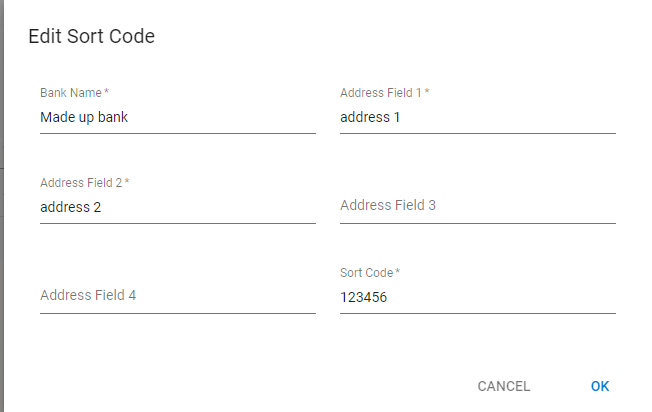 Edit Sort Code
Bank Name *
Address Field 1 *
Made up bank
address 1
Address Field 2 *
address 2
Address Field 3
Sort Code *
Address Field 4
123456
CANCEL
OK